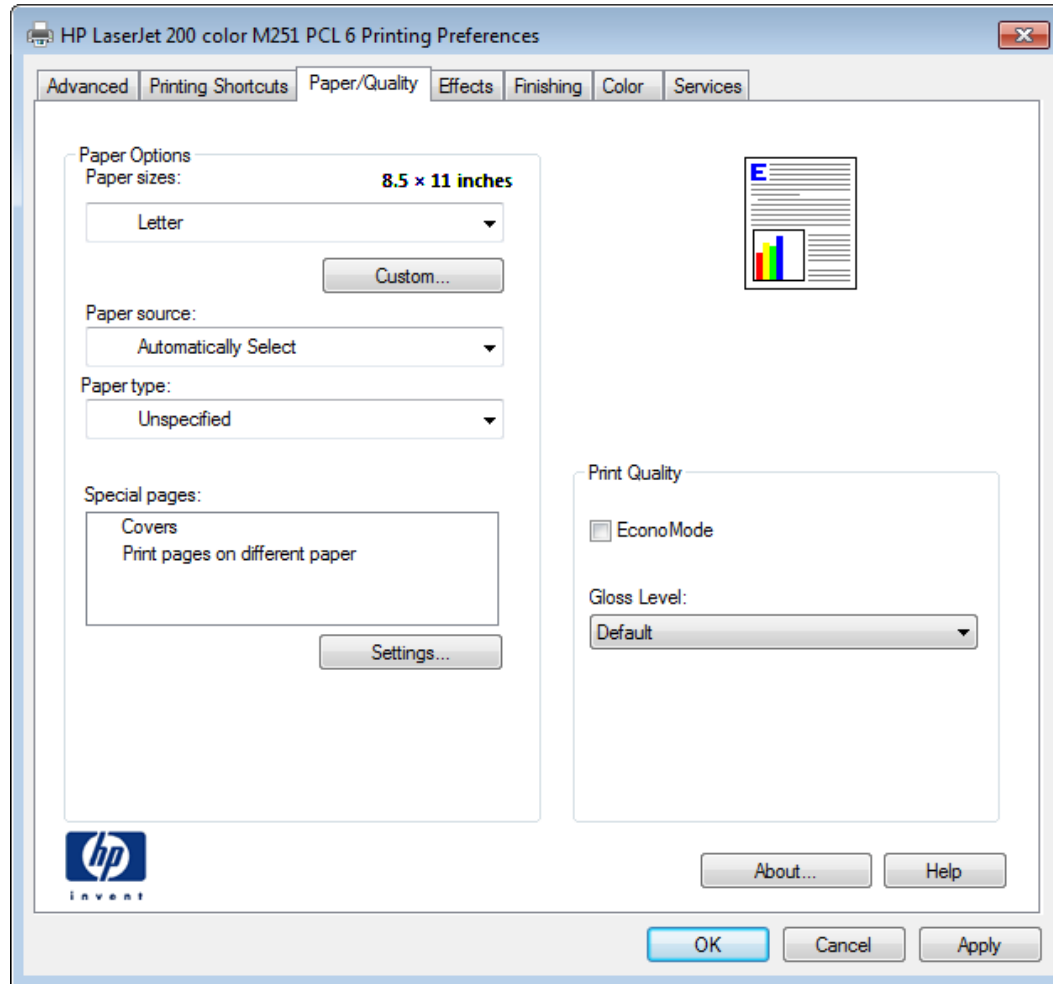 HP LaserJet 200 color M251 PCL 6 Printing Preferences
Advanced Printing Shortcuts Paper/Quality Effects Finishing Color Services
Paper Options
Paper sizes: 8.5 × 11 inches
Letter
Custom...
Paper source:
Automatically Select
Paper type:
Unspecified
Special pages:
Covers
Print pages on different paper
Settings...
E
Print Quality
EconoMode
Gloss Level:
Default
hp
invent
About... Help
OK Cancel Apply